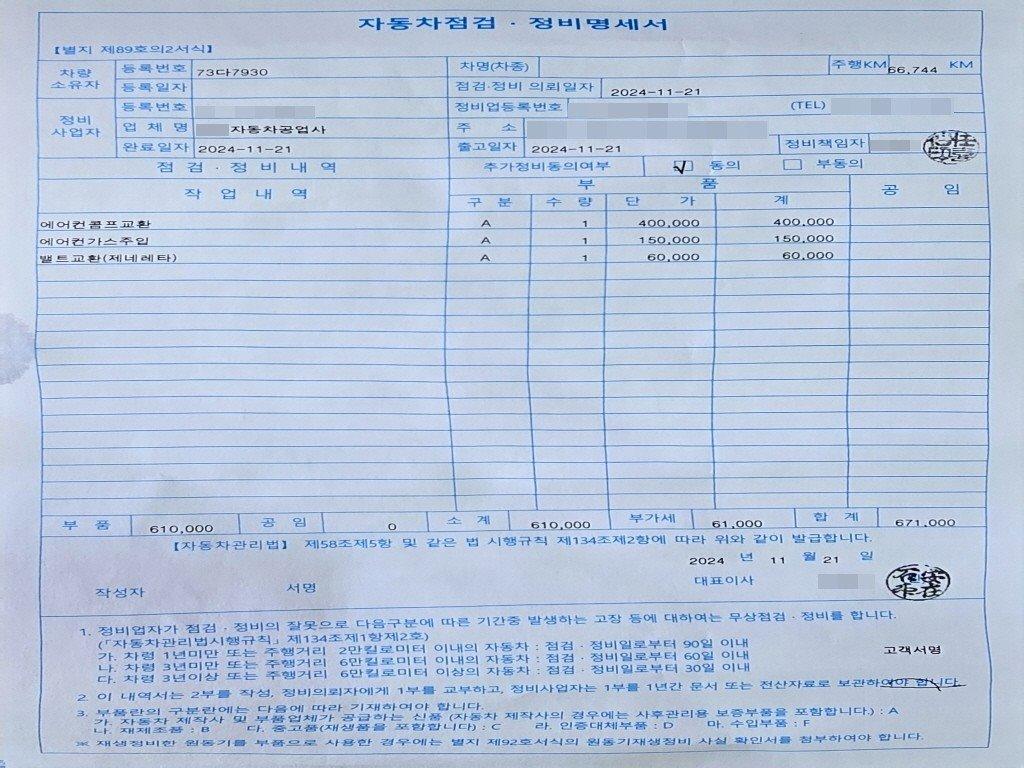 자동차점검 · 정비명세서
【별지 제89호의2서식】
차량 소유자 등록번호 73다7930 차명(차종) 주행KM 66,744 KM
등록일자 점검·정비 의뢰일자 2024-11-21
정비 사업자 등록번호 정비업등록번호 (TEL)
업 체 명 자동차공업사 주 소
완료일자 2024-11-21 출고일자 2024-11-21 정비책임자
점 검 · 정 비 내 역 추가정비동의여부 동의 부동의
작 업 내 역 부 품 공 임
구 분 수 량 단 가 계
에어컨콤프교환 A 1 400,000 400,000
에어컨가스주입 A 1 150,000 150,000
밸트교환(제네레타) A 1 60,000 60,000
부 품 610,000 공 임 0 소 계 610,000 부가세 61,000 합 계 671,000
【자동차관리법】 제58조제5항 및 같은 법 시행규칙 제134조제2항에 따라 위와 같이 발급합니다.
2024 년 11 월 21 일
작성자 서명 대표이사
1. 정비업자가 점검 · 정비의 잘못으로 다음구분에 따른 기간중 발생하는 고장 등에 대하여는 무상점검 · 정비를 합니다.
(「자동차관리법시행규칙」제134조제1항제2호)
가. 차령 1년미만 또는 주행거리 2만킬로미터 이내의 자동차 : 점검 · 정비일로부터 90일 이내
나. 차령 3년미만 또는 주행거리 6만킬로미터 이내의 자동차 : 점검 · 정비일로부터 60일 이내
다. 차령 3년이상 또는 주행거리 6만킬로미터 이상의 자동차 : 점검 · 정비일로부터 30일 이내
고객서명
2. 이 내역서는 2부를 작성, 정비의뢰자에게 1부를 교부하고, 정비사업자는 1부를 1년간 문서 또는 전산자료로 보관하여야 합니다.
3. 부품란의 구분란에는 다음에 따라 기재하여야 합니다.
가. 자동차 제작사 및 부품업체가 공급하는 신품 (자동차 제작사의 경우에는 사후관리용 보증부품을 포함합니다.) : A
나. 재제조품 : B 다. 중고품(재생품을 포함합니다) : C 라. 인증대체부품 : D 마. 수입부품 : F
※ 재생정비한 원동기를 부품으로 사용한 경우에는 별지 제92호서식의 원동기재생정비 사실 확인서를 첨부하여야 합니다.